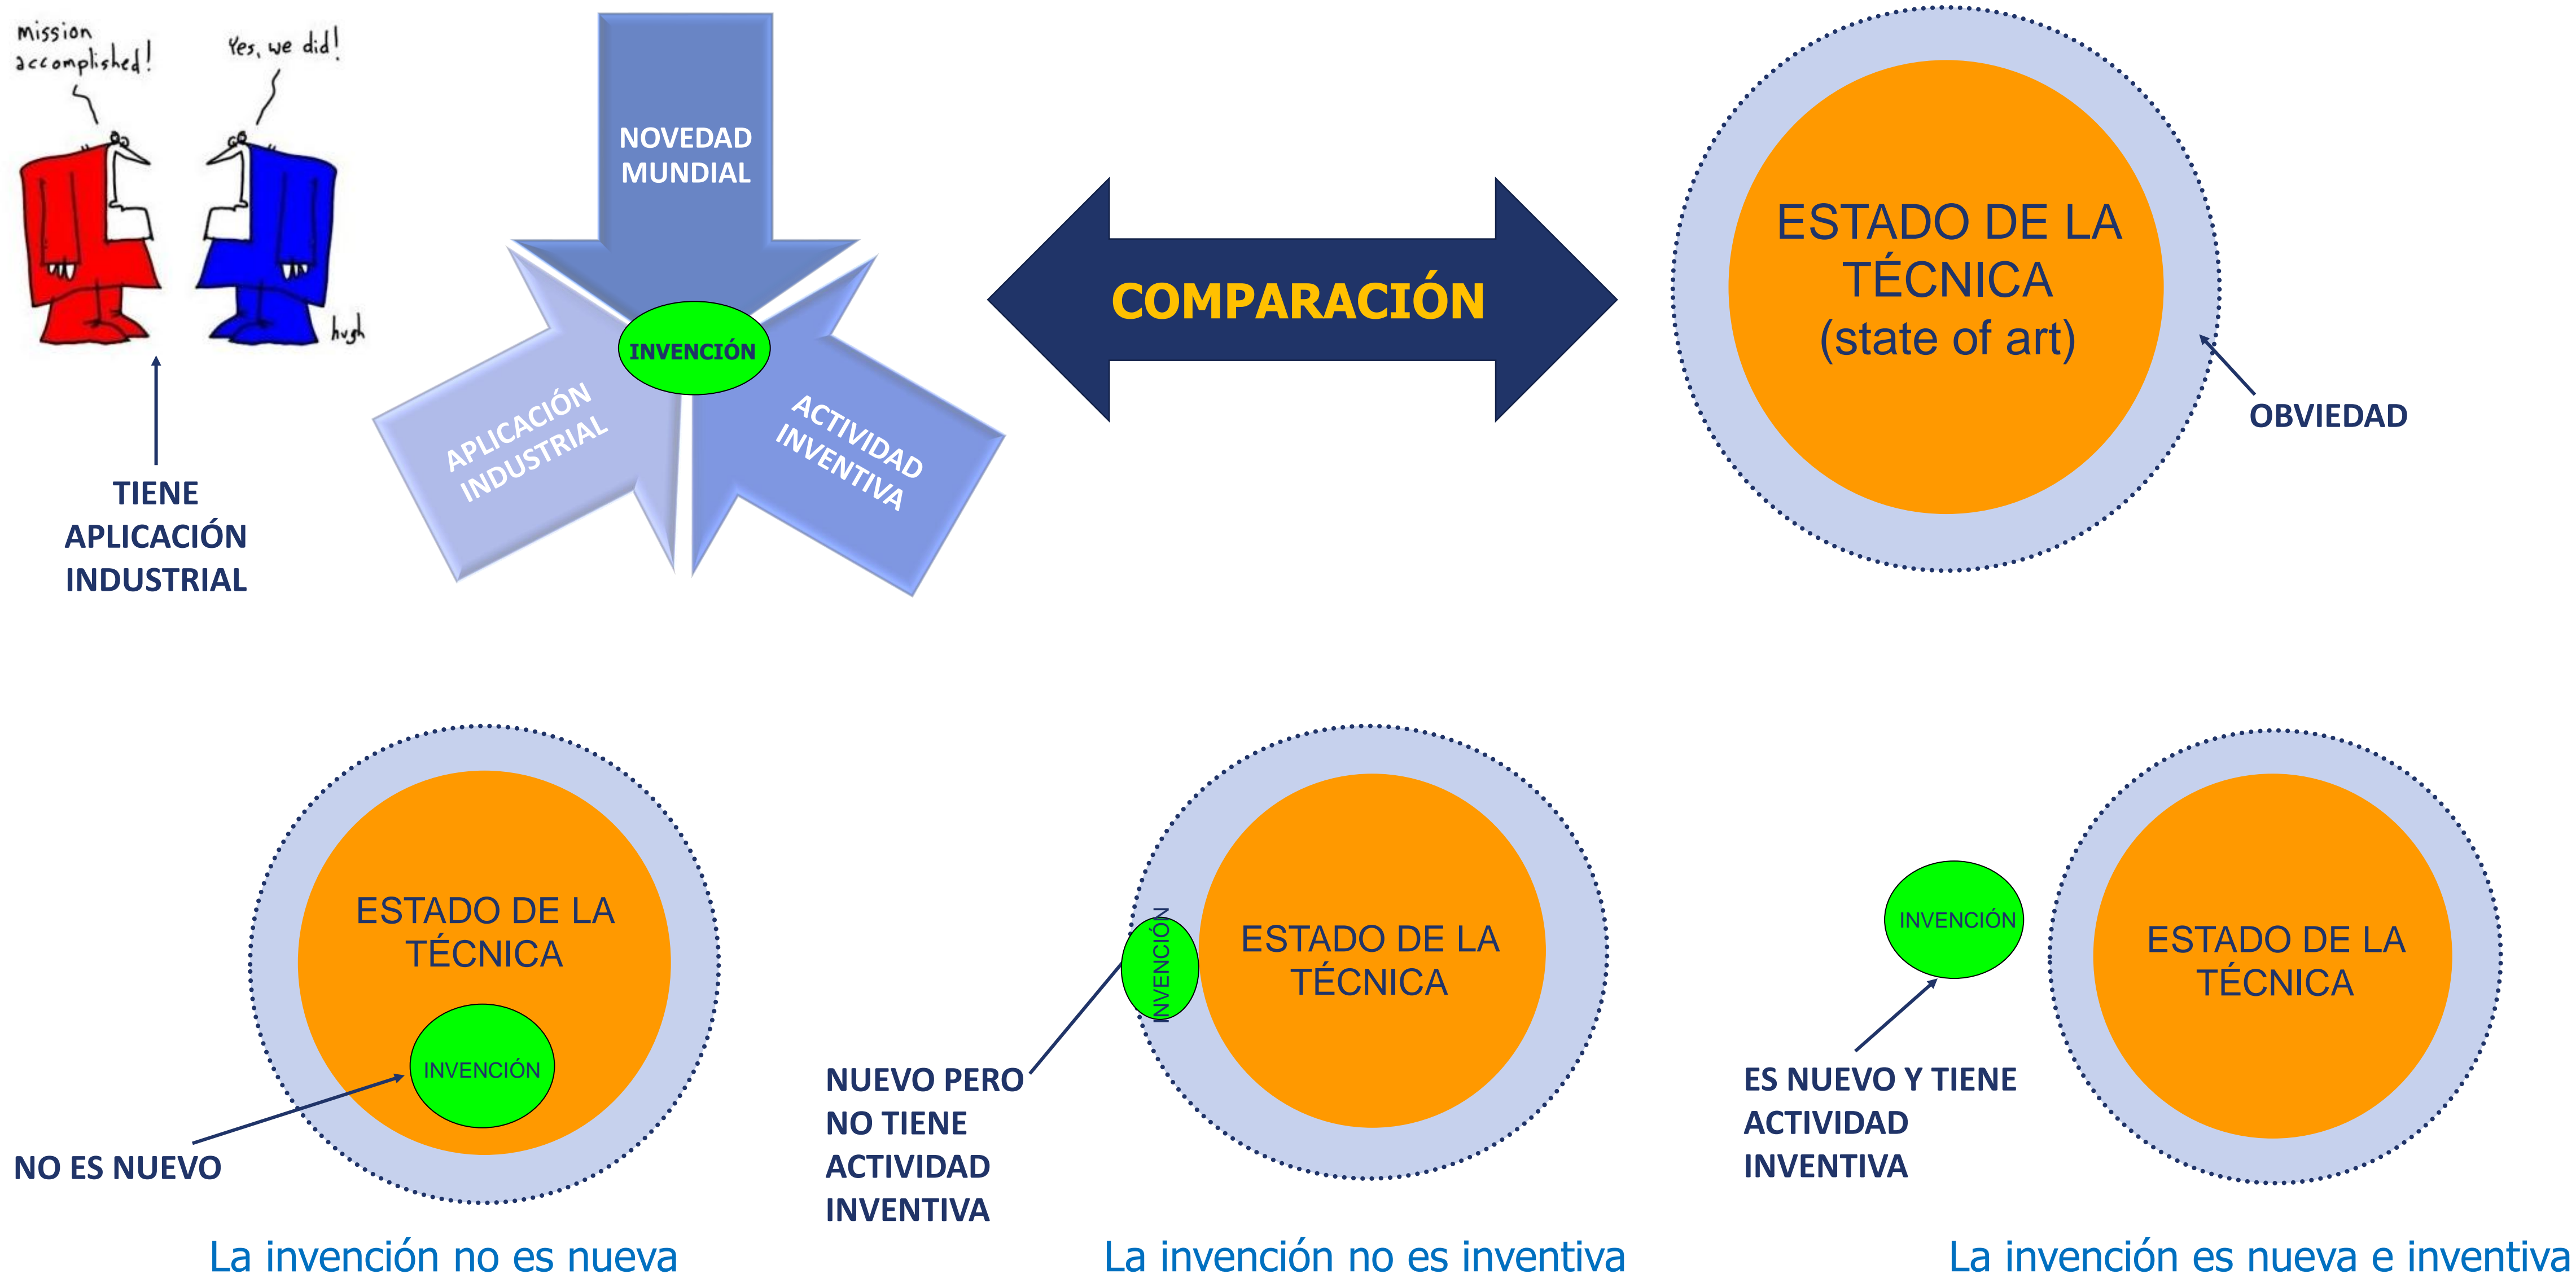 mission
accomplished!
Yes, we did!
hugh
TIENE
APLICACIÓN
INDUSTRIAL
NOVEDAD
MUNDIAL
INVENCIÓN
APLICACIÓN
INDUSTRIAL
ACTIVIDAD
INVENTIVA
COMPARACIÓN
ESTADO DE LA
TÉCNICA
(state of art)
OBVIEDAD
ESTADO DE LA
TÉCNICA
INVENCIÓN
NO ES NUEVO
La invención no es nueva
ESTADO DE LA
TÉCNICA
INVENCIÓN
NUEVO PERO
NO TIENE
ACTIVIDAD
INVENTIVA
La invención no es inventiva
INVENCIÓN
ESTADO DE LA
TÉCNICA
ES NUEVO Y TIENE
ACTIVIDAD
INVENTIVA
La invención es nueva e inventiva